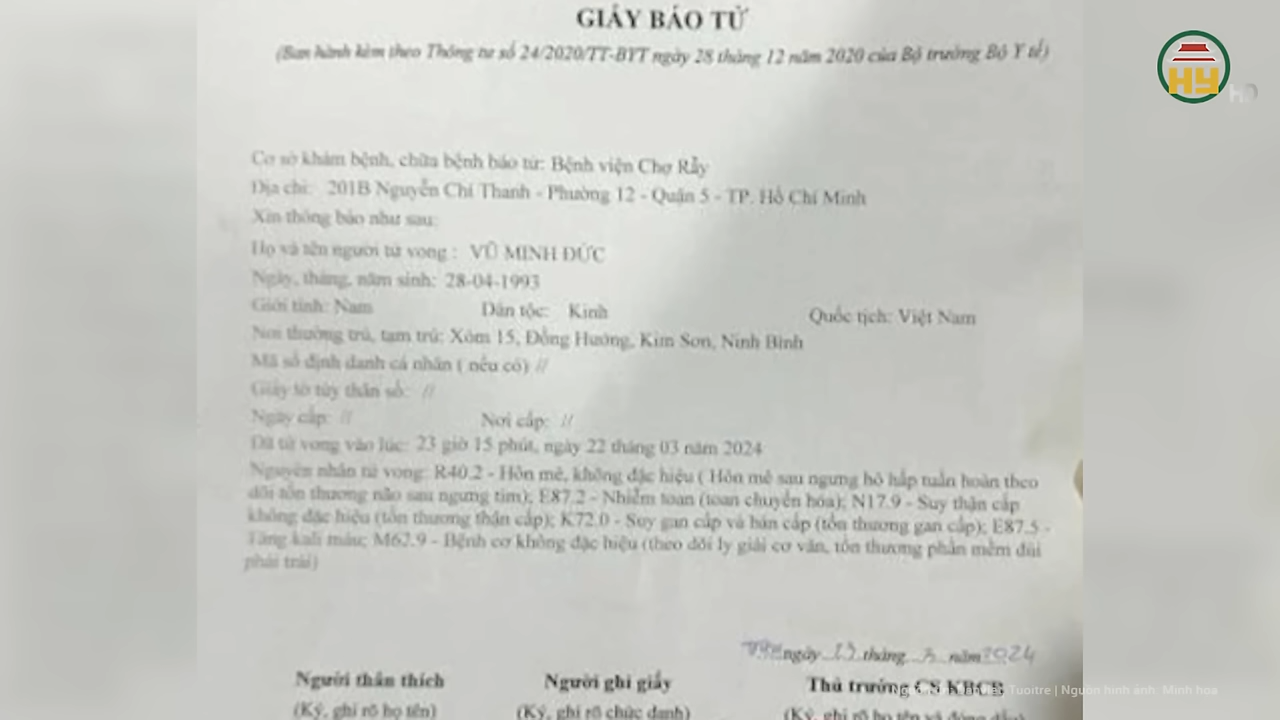 GIẤY BÁO TỬ
(Ban hành kèm theo Thông tư số 24/2020/TT-BYT ngày 28 tháng 12 năm 2020 của Bộ trưởng Bộ Y tế)
HY
Cơ sở khám bệnh, chữa bệnh báo tử: Bệnh viện Chợ Rẫy
Địa chỉ: 201B Nguyễn Chí Thanh - Phường 12 - Quận 5 - TP. Hồ Chí Minh
Xin thông báo như sau:
Họ và tên người tử vong : VŨ MINH ĐỨC
Ngày, tháng, năm sinh: 28-04-1993
Giới tính: Nam Dân tộc: Kinh Quốc tịch: Việt Nam
Nơi thường trú, tạm trú: Xóm 15, Đồng Hướng, Kim Sơn, Ninh Bình
Mã số định danh cá nhân ( nếu có) //
Giấy tờ tùy thân số: //
Ngày cấp: // Nơi cấp: //
Đã tử vong vào lúc: 23 giờ 15 phút, ngày 22 tháng 03 năm 2024
Nguyên nhân tử vong: R40.2 - Hôn mê, không đặc hiệu ( Hôn mê sau ngưng hô hấp tuần hoàn theo
dõi tổn thương não sau ngưng tim); E87.2 - Nhiễm toan (toan chuyển hóa); N17.9 - Suy thận cấp
không đặc hiệu (tổn thương thận cấp); K72.0 - Suy gan cấp và bán cấp (tổn thương gan cấp); E87.5 -
Tăng kali máu; M62.9 - Bệnh cơ không đặc hiệu (theo dõi ly giải cơ vân, tổn thương phần mềm đùi
phải trái)
ngày tháng 3 năm 2024
Người thân thích Người ghi giấy Thủ trưởng CS KBCB
(Ký, ghi rõ họ tên) (Ký, ghi rõ chức danh) (Ký, ghi rõ họ tên và đóng dấu)
Tuoitre | Nguồn hình ảnh: Minh hoa